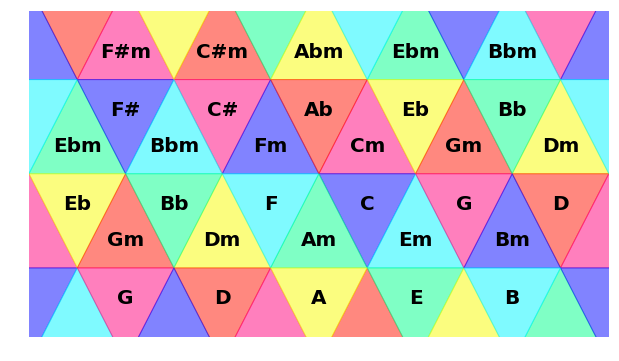 F#m C#m Abm Ebm Bbm
F# C# Ab Eb Bb
Ebm Bbm Fm Cm Gm Dm
Eb Bb F C G D
Gm Dm Am Em Bm
G D A E B